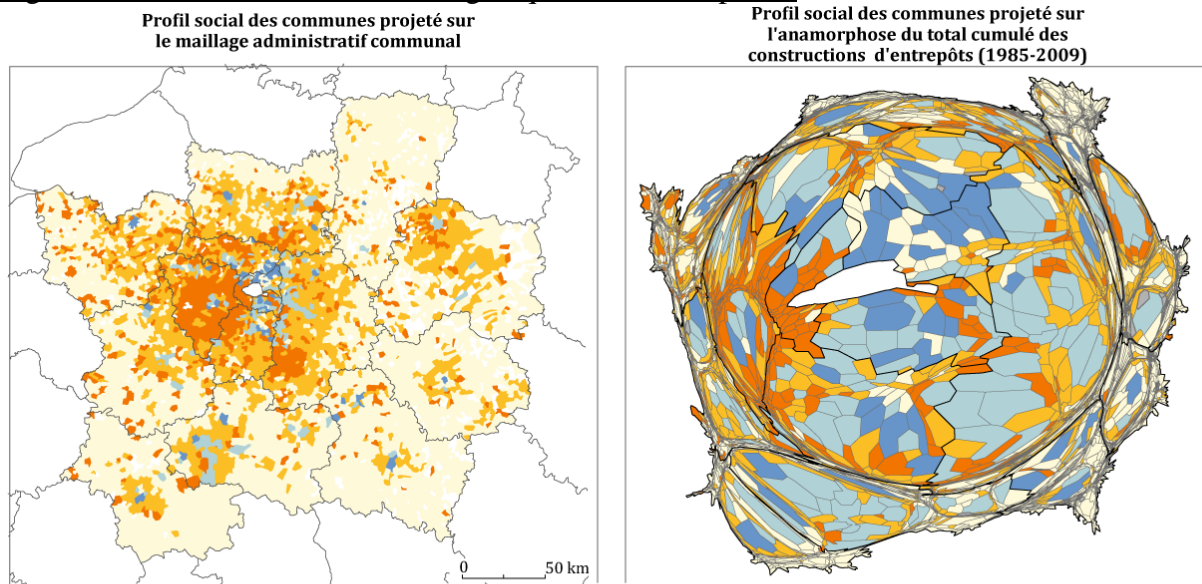 Profil social des communes projeté sur
le maillage administratif communal
Profil social des communes projeté sur
l'anamorphose du total cumulé des
constructions d'entrepôts (1985-2009)
0 50 km